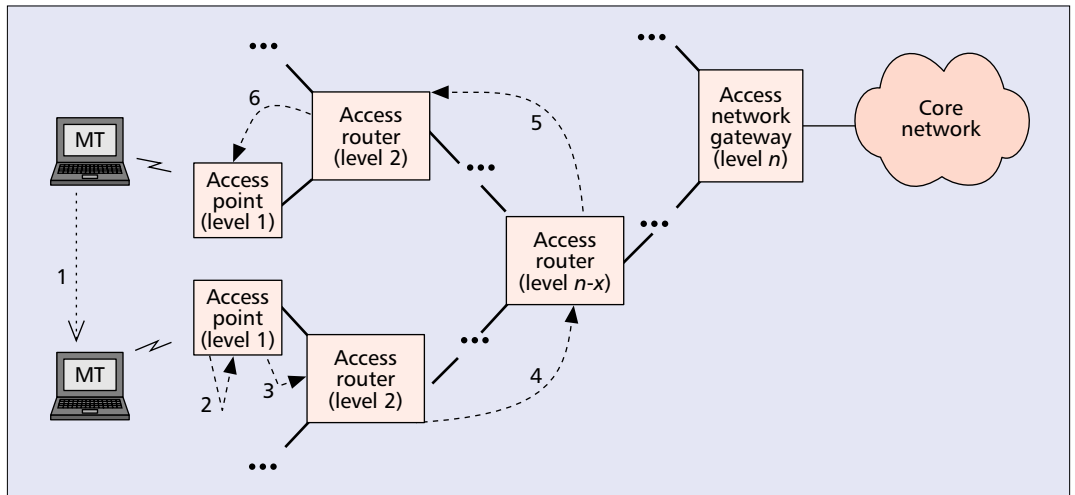 •••
•••
6
Access
router
(level 2)
5
Access
network
gateway
(level n)
Core
network
MT
Access
point
(level 1)
•••
•••
Access
router
(level n-x)
1
Access
point
(level 1)
•••
MT
2
3
Access
router
(level 2)
4
•••